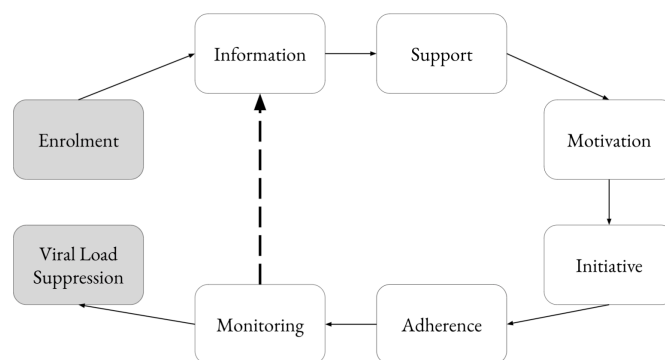 Information
Support
Enrolment
Motivation
Viral Load
Suppression
Initiative
Monitoring
Adherence